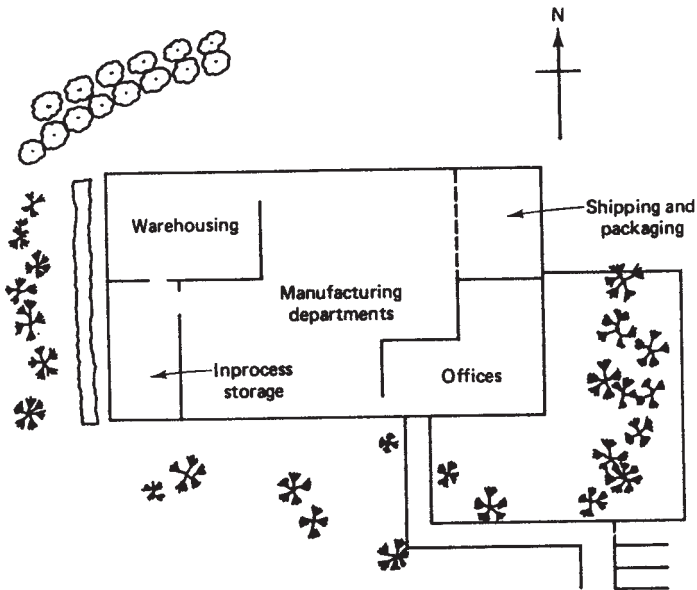 N
Warehousing
Shipping and
packaging
Manufacturing
departments
Inprocess
storage
Offices